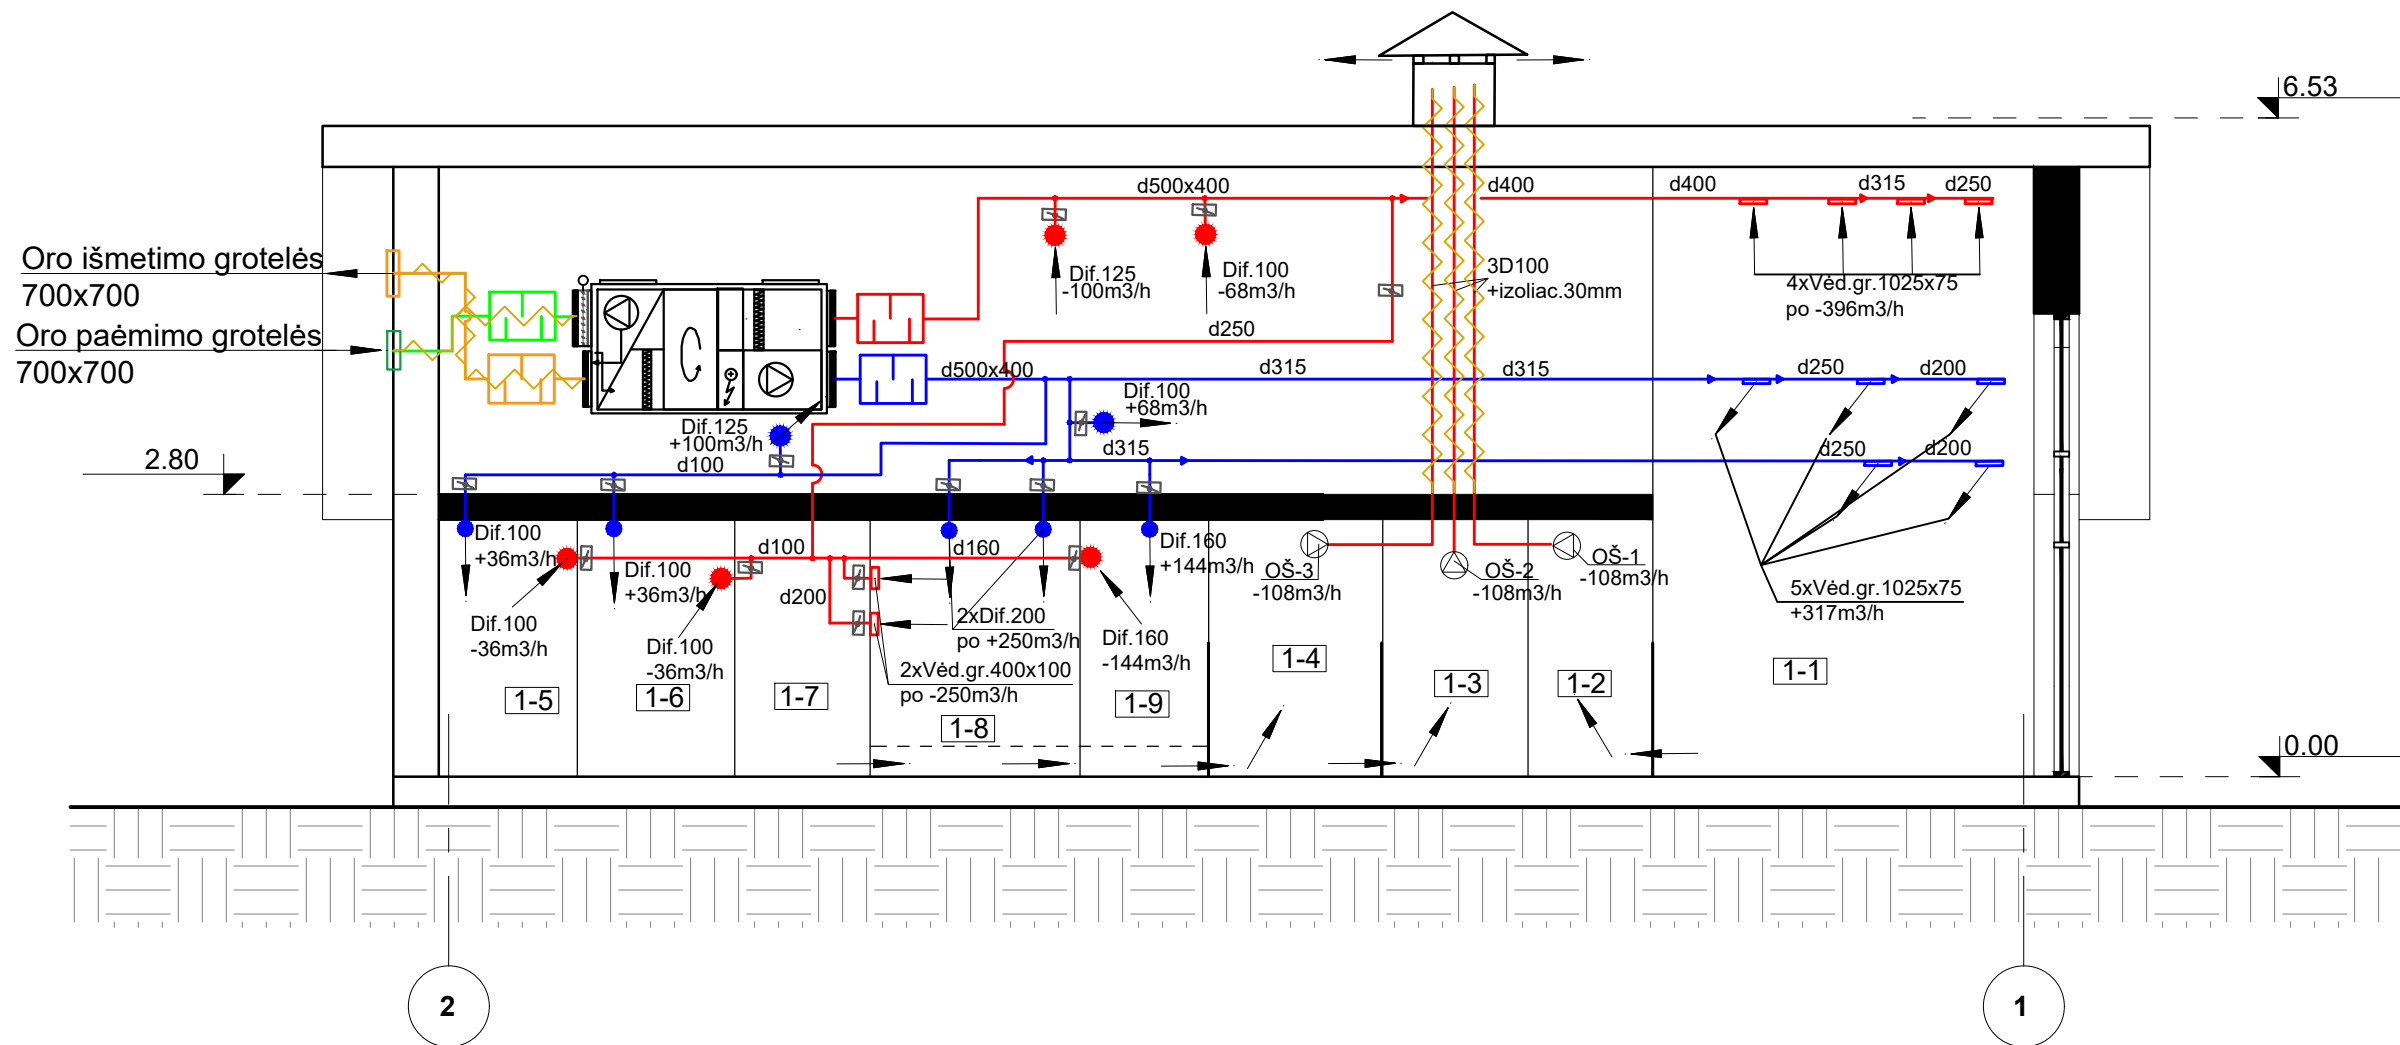 6.53
d500x400
d400
d400
d315
d250
Oro išmetimo grotelės
700x700
Oro paėmimo grotelės
700x700
Dif.125
-100m3/h
Dif.100
-68m3/h
3D100
+izoliac.30mm
4xVėd.gr.1025x75
po -396m3/h
d250
d500x400
d315
d315
d250
d200
Dif.100
+68m3/h
Dif.125
+100m3/h
2.80
d100
d315
d250
d200
Dif.100
+36m3/h
Dif.100
+36m3/h
d100
d160
Dif.160
+144m3/h
OŠ-3
-108m3/h
OŠ-2
-108m3/h
OŠ-1
-108m3/h
d200
5xVėd.gr.1025x75
+317m3/h
Dif.100
-36m3/h
Dif.100
-36m3/h
2xDif.200
po +250m3/h
Dif.160
-144m3/h
2xVėd.gr.400x100
po -250m3/h
1-5
1-6
1-7
1-8
1-9
1-4
1-3
1-2
1-1
0.00
2
1